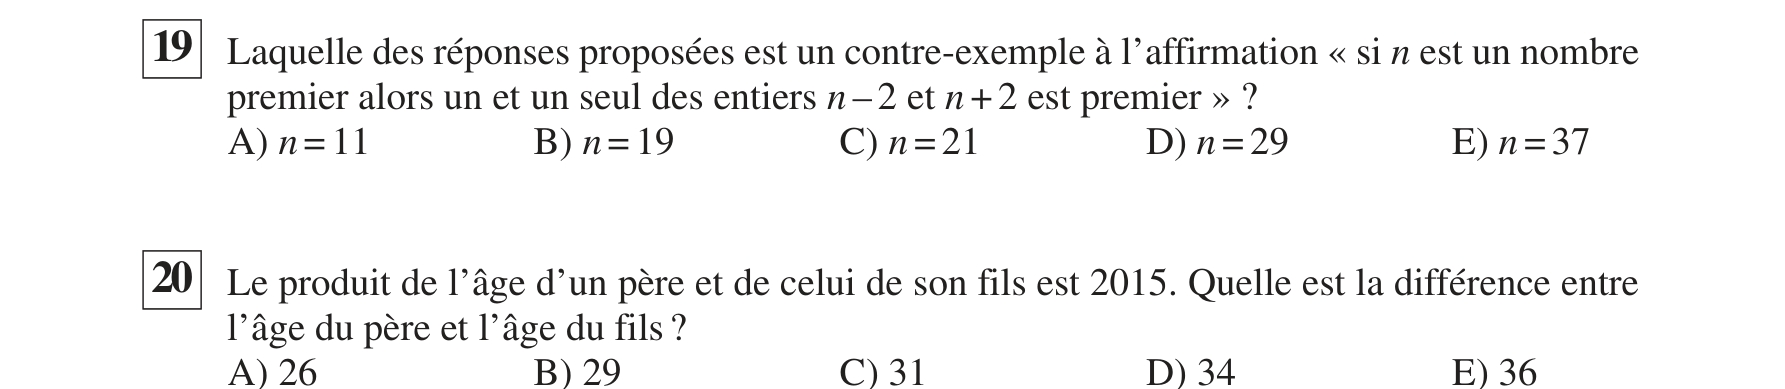 19 Laquelle des réponses proposées est un contre-exemple à l’affirmation « si n est un nombre
premier alors un et un seul des entiers n – 2 et n + 2 est premier » ?
A) n = 11 B) n = 19 C) n = 21 D) n = 29 E) n = 37
20 Le produit de l’âge d’un père et de celui de son fils est 2015. Quelle est la différence entre
l’âge du père et l’âge du fils ?
A) 26 B) 29 C) 31 D) 34 E) 36